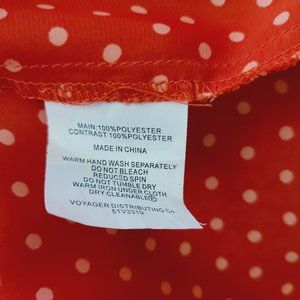 MAIN:100%POLYESTER
CONTRAST:100%POLYESTER
MADE IN CHINA
WARM HAND WASH SEPARATELY
DO NOT BLEACH
REDUCED SPIN
DO NOT TUMBLE DRY
WARM IRON UNDER CLOTH
DRY CLEANABLE®
VOYAGER DISTRIBUTING Co
51V3319